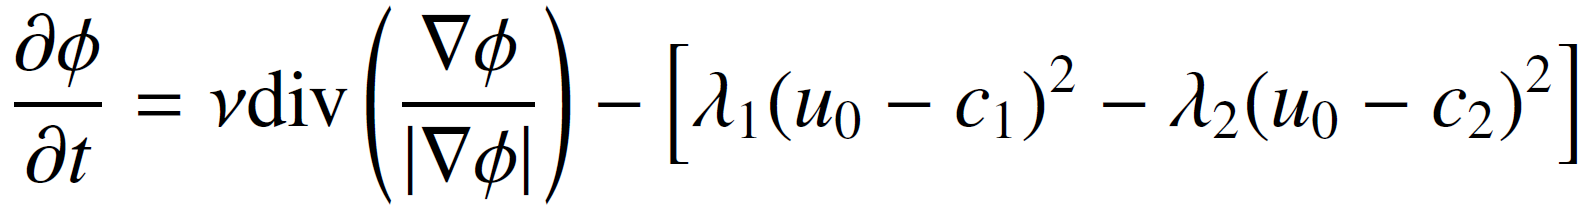 ∂ϕ/∂t = νdiv(∇ϕ/|∇ϕ|) − [λ₁(u₀ − c₁)² − λ₂(u₀ − c₂)²]